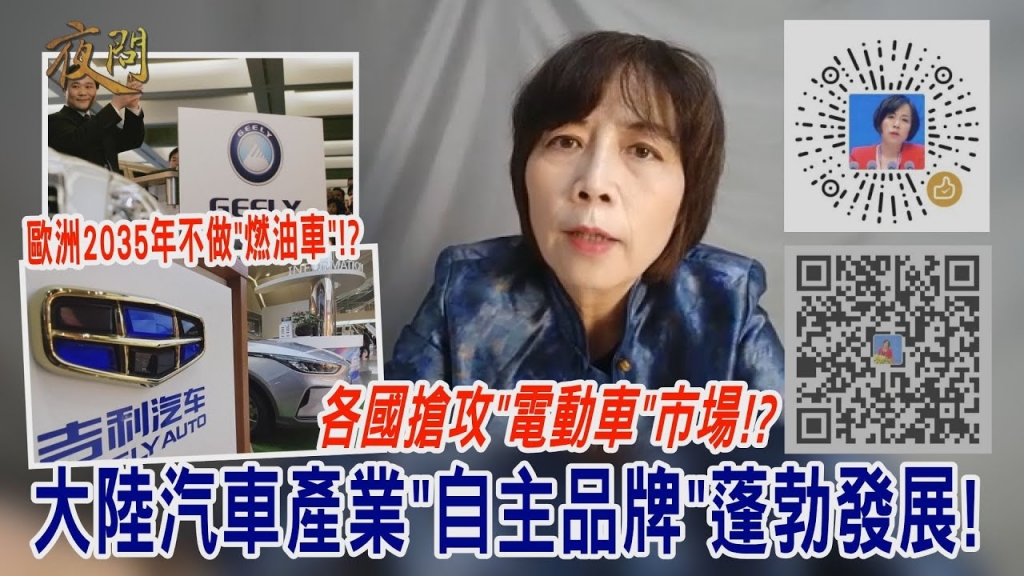 夜問
GEELY
GEELY
歐洲2035年不做"燃油車"!?
INFORMATION
吉利汽车
GEELY AUTO
各國搶攻"電動車"市場!?
大陸汽車產業"自主品牌"蓬勃發展!